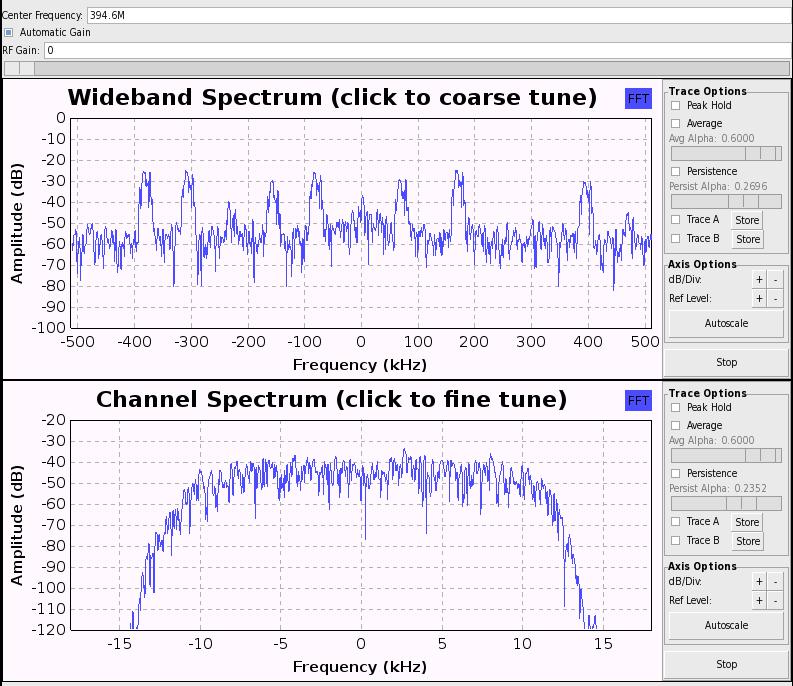 Center Frequency: 394.6M
Automatic Gain
RF Gain: 0
Wideband Spectrum (click to coarse tune) FFT
0
-10
-20
-30
-40
-50
-60
-70
-80
-90
-100
Amplitude (dB)
-500 -400 -300 -200 -100 0 100 200 300 400 500
Frequency (kHz)
Trace Options
Peak Hold
Average
Avg Alpha: 0.6000
Persistence
Persist Alpha: 0.2696
Trace A Store
Trace B Store
Axis Options
dB/Div: + -
Ref Level: + -
Autoscale
Stop
Channel Spectrum (click to fine tune) FFT
-20
-30
-40
-50
-60
-70
-80
-90
-100
-110
-120
Amplitude (dB)
-15 -10 -5 0 5 10 15
Frequency (kHz)
Trace Options
Peak Hold
Average
Avg Alpha: 0.6000
Persistence
Persist Alpha: 0.2352
Trace A Store
Trace B Store
Axis Options
dB/Div: + -
Ref Level: + -
Autoscale
Stop